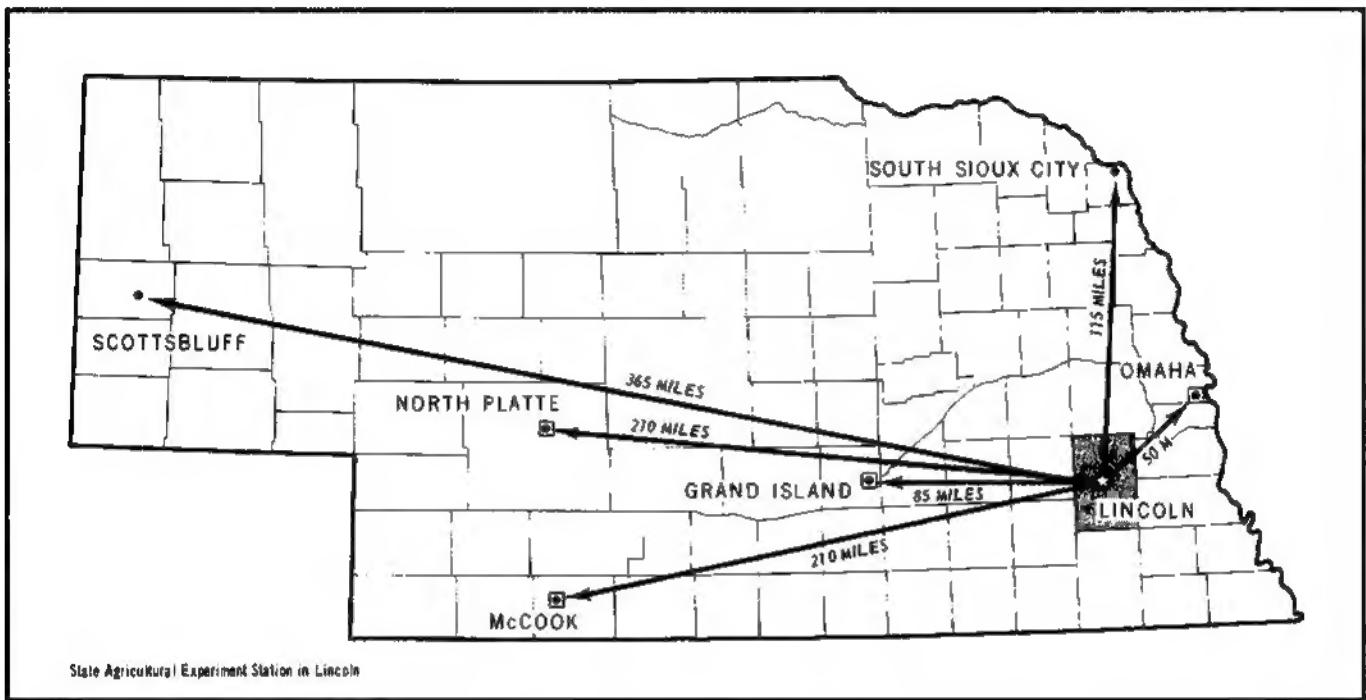 SOUTH SIOUX CITY
115 MILES
SCOTTSBLUFF
OMAHA
365 MILES
NORTH PLATTE
210 MILES
50 M
GRAND ISLAND
85 MILES
LINCOLN
210 MILES
McCOOK
State Agricultural Experiment Station in Lincoln